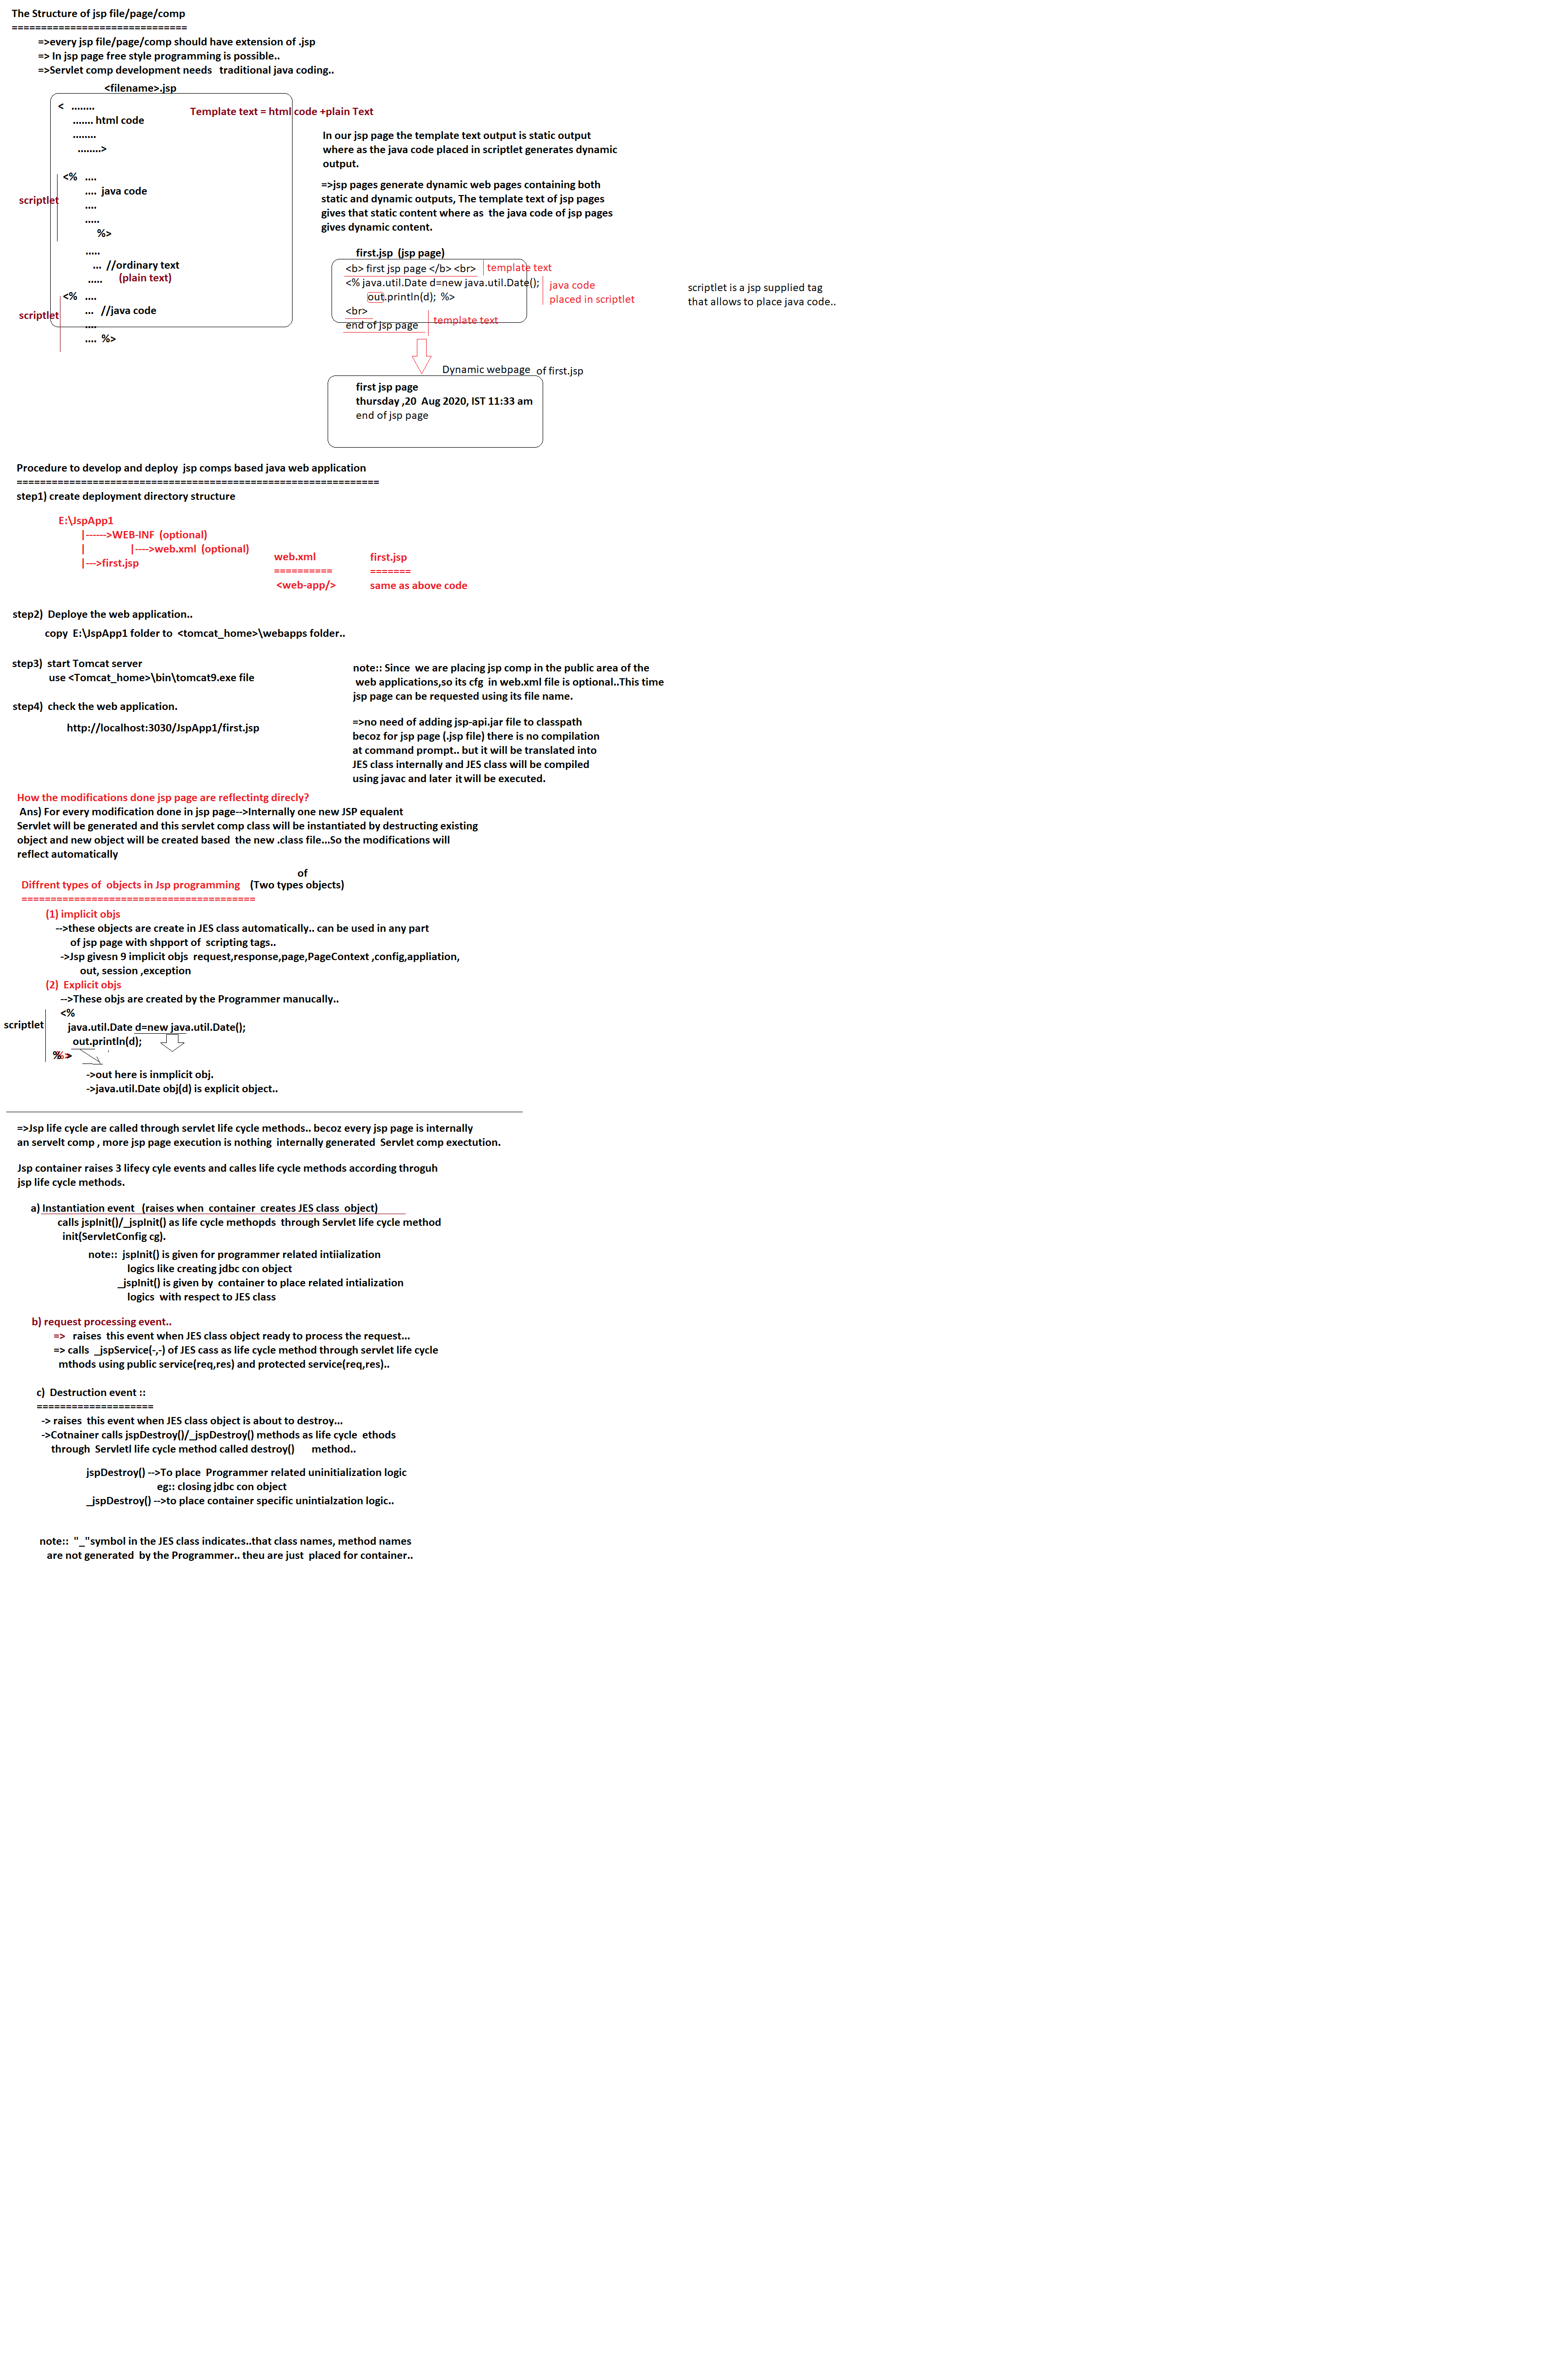 The Structure of jsp file/page/comp
==============================
=>every jsp file/page/comp should have extension of .jsp
=> In jsp page free style programming is possible..
=>Servlet comp development needs traditional java coding..
<filename>.jsp
< ........
....... html code
........
........>
Template text = html code +plain Text
<% ....
.... java code
....
.....
%>
scriptlet
.....
... //ordinary text
..... (plain text)
<% ....
... //java code
....
.... %>
scriptlet
In our jsp page the template text output is static output
where as the java code placed in scriptlet generates dynamic
output.
=>jsp pages generate dynamic web pages containing both
static and dynamic outputs, The template text of jsp pages
gives that static content where as the java code of jsp pages
gives dynamic content.
first.jsp (jsp page)
<b> first jsp page </b> <br> template text
<% java.util.Date d=new java.util.Date();
out.println(d); %>
java code
placed in scriptlet
<br>
end of jsp page template text
scriptlet is a jsp supplied tag
that allows to place java code..
Dynamic webpage of first.jsp
first jsp page
thursday ,20 Aug 2020, IST 11:33 am
end of jsp page
Procedure to develop and deploy jsp comps based java web application
==============================================================
step1) create deployment directory structure
E:\JspApp1
|------>WEB-INF (optional)
| |---->web.xml (optional)
|--->first.jsp
web.xml
==========
<web-app/>
first.jsp
=======
same as above code
step2) Deploye the web application..
copy E:\JspApp1 folder to <tomcat_home>\webapps folder..
step3) start Tomcat server
use <Tomcat_home>\bin\tomcat9.exe file
step4) check the web application.
http://localhost:3030/JspApp1/first.jsp
note:: Since we are placing jsp comp in the public area of the
web applications,so its cfg in web.xml file is optional..This time
jsp page can be requested using its file name.
=>no need of adding jsp-api.jar file to classpath
becoz for jsp page (.jsp file) there is no compilation
at command prompt.. but it will be translated into
JES class internally and JES class will be compiled
using javac and later it will be executed.
How the modifications done jsp page are reflectintg direcly?
Ans) For every modification done in jsp page-->Internally one new JSP equalent
Servlet will be generated and this servlet comp class will be instantiated by destructing existing
object and new object will be created based the new .class file...So the modifications will
reflect automatically
of
Diffrent types of objects in Jsp programming (Two types objects)
========================================
(1) implicit objs
-->these objects are create in JES class automatically.. can be used in any part
of jsp page with shpport of scripting tags..
->Jsp givesn 9 implicit objs request,response,page,PageContext ,config,appliation,
out, session ,exception
(2) Explicit objs
-->These objs are created by the Programmer manucally..
<%
scriptlet
java.util.Date d=new java.util.Date();
out.println(d);
%>
->out here is inmplicit obj.
->java.util.Date obj(d) is explicit object..
=>Jsp life cycle are called through servlet life cycle methods.. becoz every jsp page is internally
an servelt comp , more jsp page execution is nothing internally generated Servlet comp exectution.
Jsp container raises 3 lifecy cyle events and calles life cycle methods according throguh
jsp life cycle methods.
a) Instantiation event (raises when container creates JES class object)
calls jspInit()/_jspInit() as life cycle methopds through Servlet life cycle method
init(ServletConfig cg).
note:: jspInit() is given for programmer related intiialization
logics like creating jdbc con object
_jspInit() is given by container to place related intialization
logics with respect to JES class
b) request processing event..
=> raises this event when JES class object ready to process the request...
=> calls _jspService(-,-) of JES cass as life cycle method through servlet life cycle
mthods using public service(req,res) and protected service(req,res)..
c) Destruction event ::
====================
-> raises this event when JES class object is about to destroy...
->Cotnainer calls jspDestroy()/_jspDestroy() methods as life cycle ethods
through Servletl life cycle method called destroy() method..
jspDestroy() -->To place Programmer related uninitialization logic
eg:: closing jdbc con object
_jspDestroy() -->to place container specific unintialzation logic..
note:: "_"symbol in the JES class indicates..that class names, method names
are not generated by the Programmer.. theu are just placed for container..